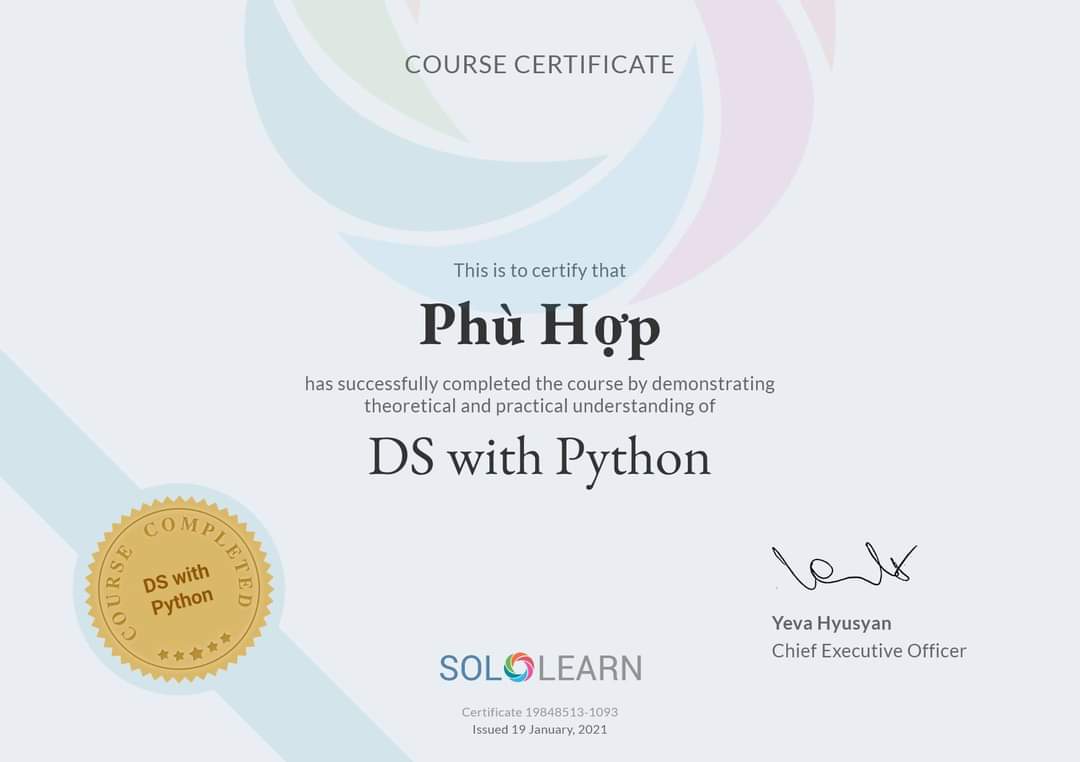 COURSE CERTIFICATE
This is to certify that
Phù Hợp
has successfully completed the course by demonstrating
theoretical and practical understanding of
DS with Python
COURSE COMPLETED
DS with
Python
Yeva Hyusyan
Chief Executive Officer
SOLOLEARN
Certificate 19848513-1093
Issued 19 January, 2021